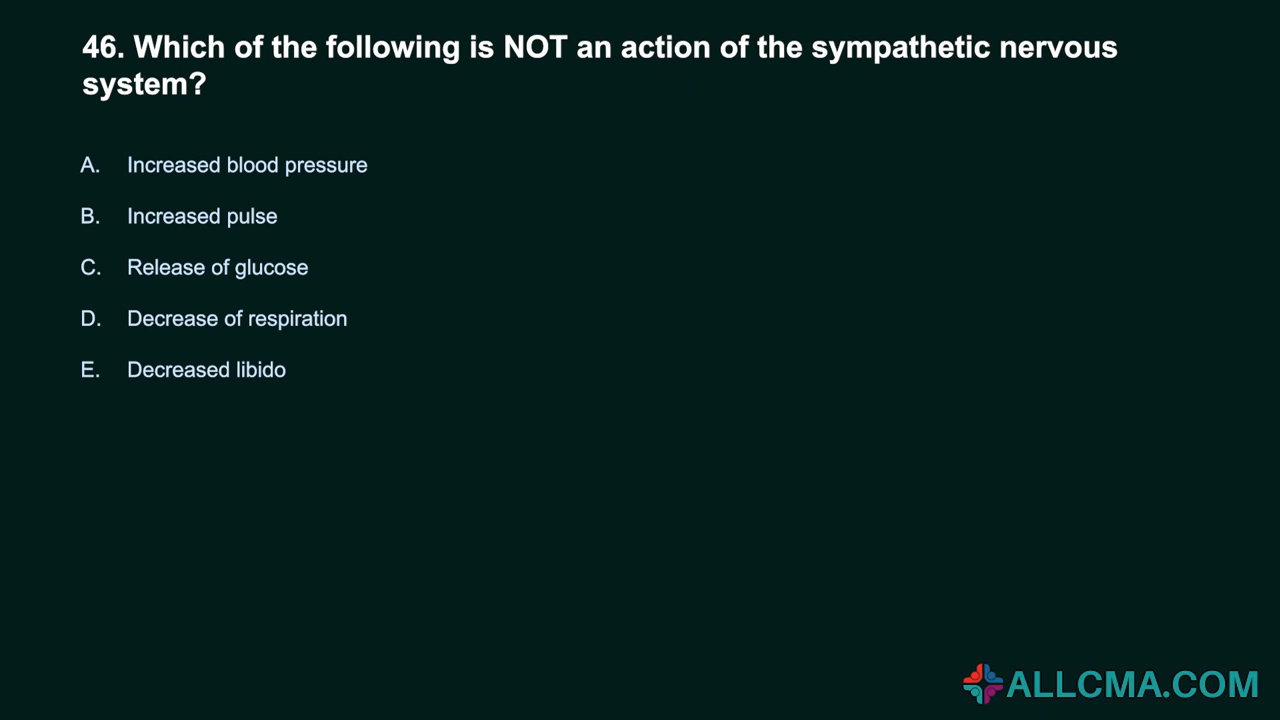 46. Which of the following is NOT an action of the sympathetic nervous
system?
A. Increased blood pressure
B. Increased pulse
C. Release of glucose
D. Decrease of respiration
E. Decreased libido
ALLCMA.COM